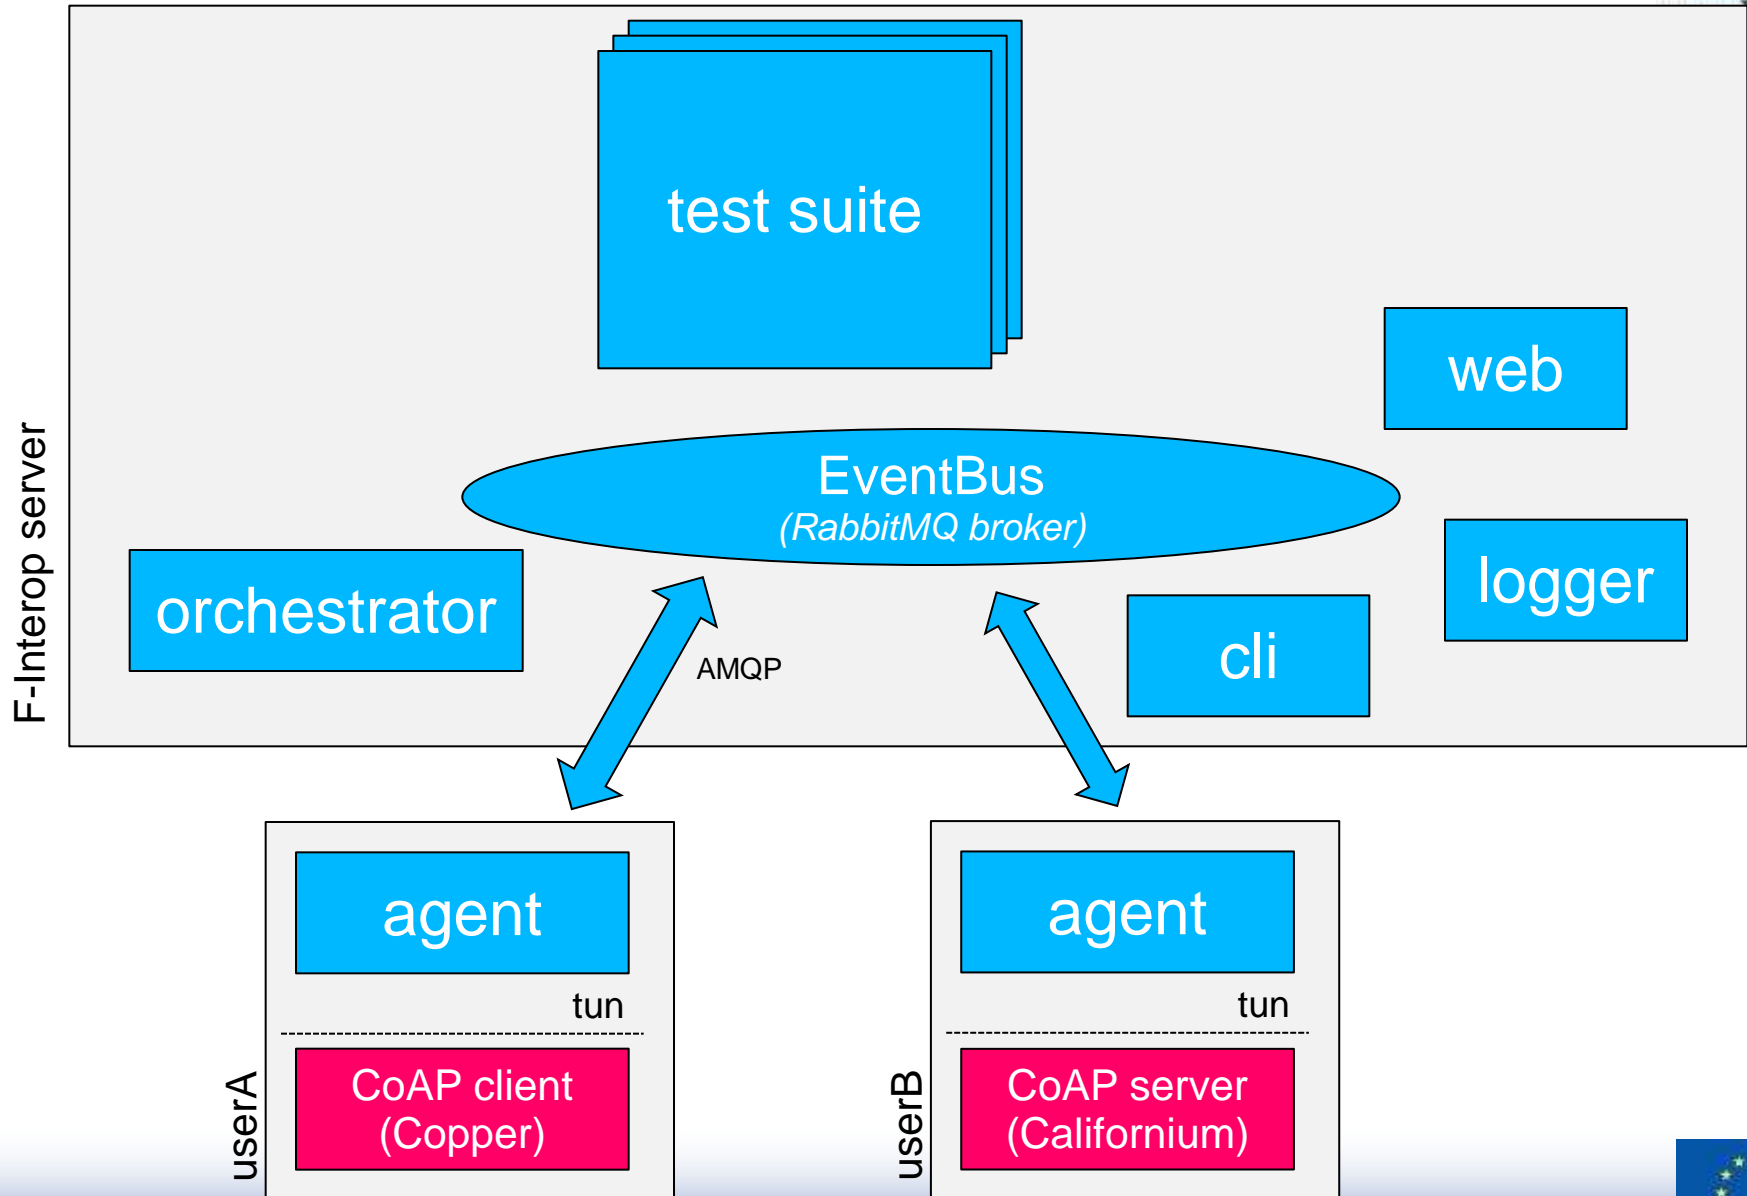 test suite
web
F-Interop server
EventBus
(RabbitMQ broker)
orchestrator
logger
cli
AMQP
agent
tun
userA
CoAP client
(Copper)
agent
tun
userB
CoAP server
(Californium)